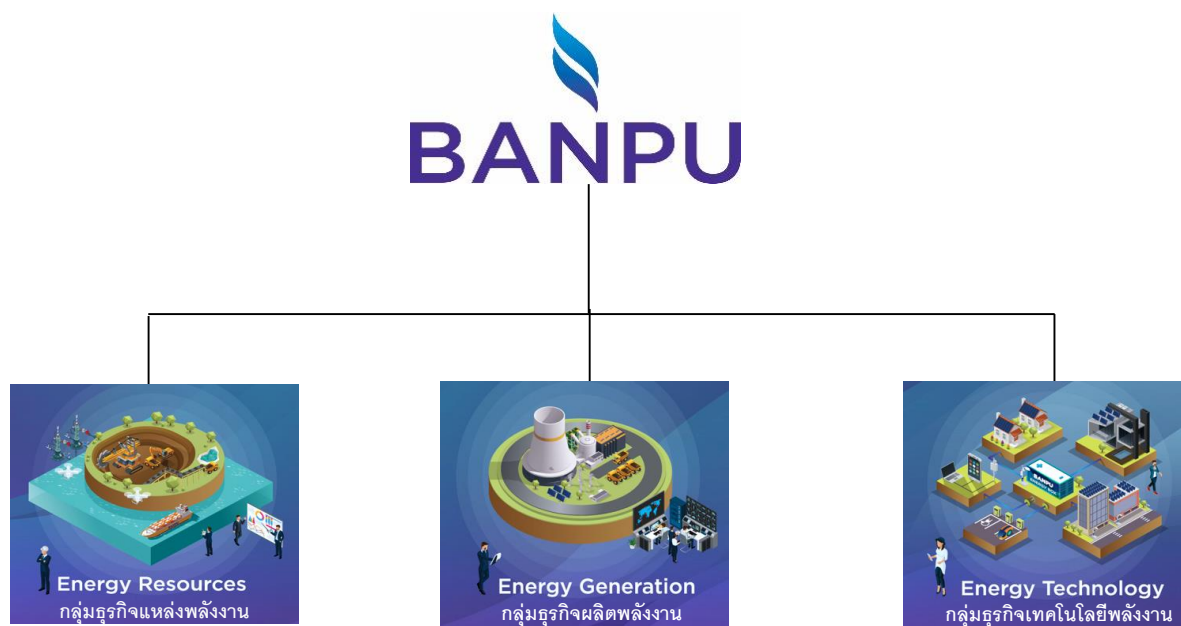 BANPU
Energy Resources
กลุ่มธุรกิจแหล่งพลังงาน
Energy Generation
กลุ่มธุรกิจผลิตพลังงาน
BANPU
Energy Technology
กลุ่มธุรกิจเทคโนโลยีพลังงาน